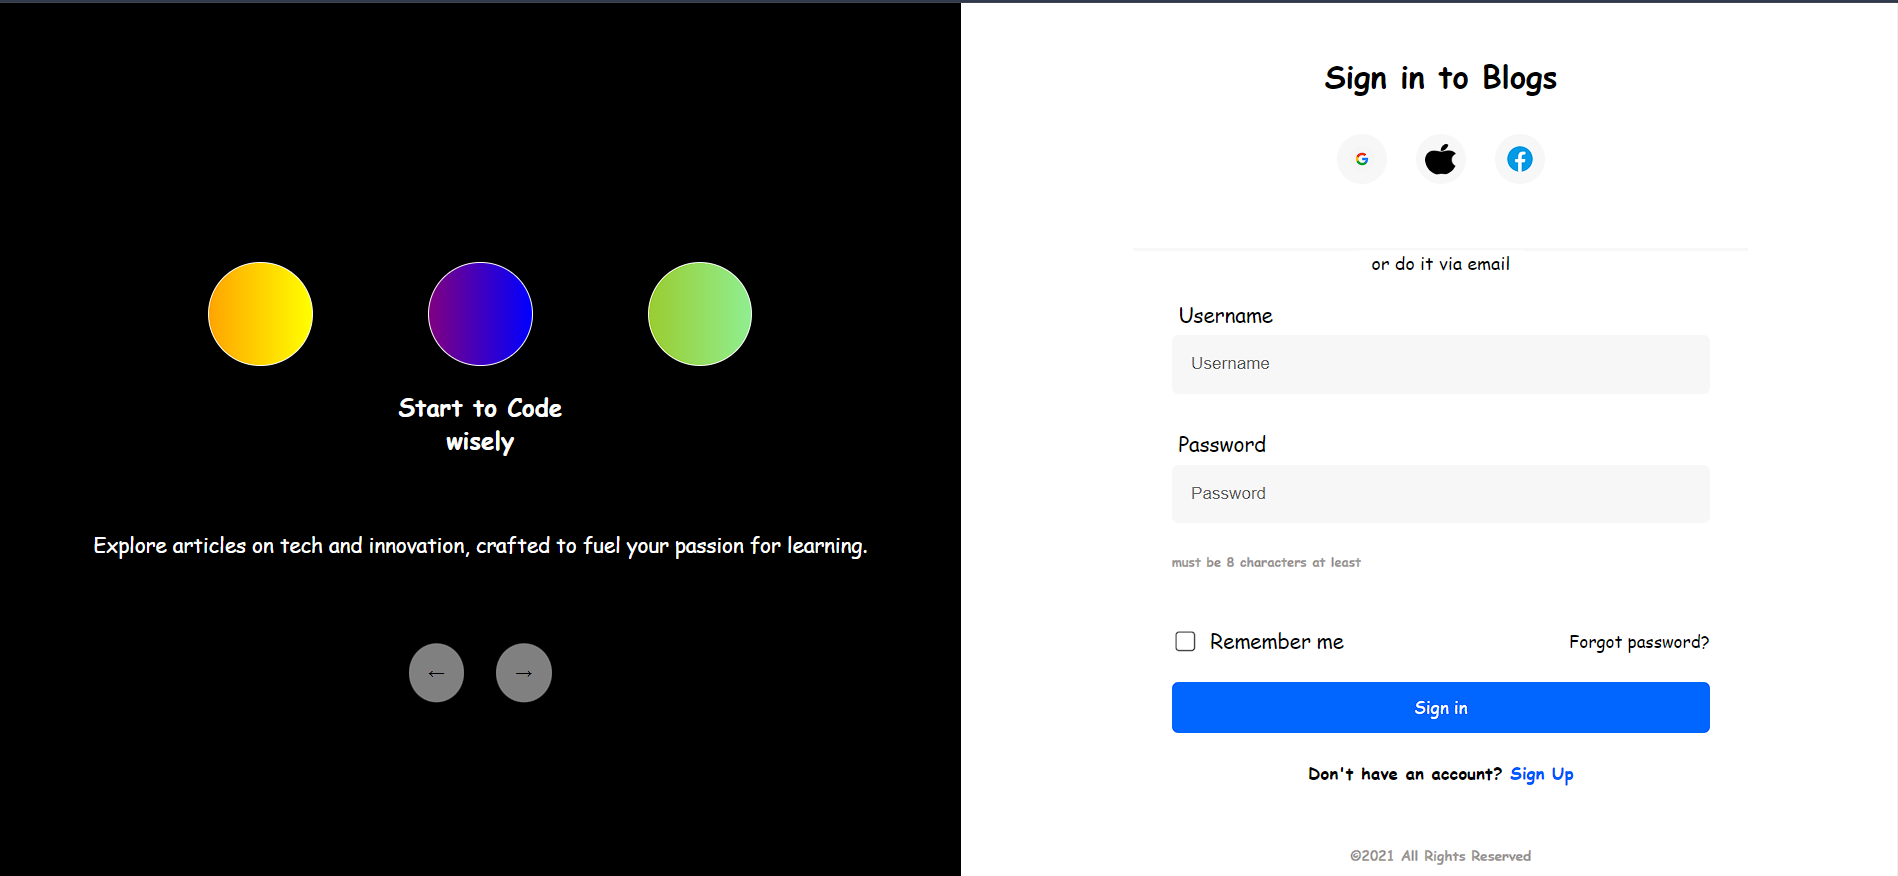 Start to Code
wisely
Explore articles on tech and innovation, crafted to fuel your passion for learning.
← →
Sign in to Blogs
or do it via email
Username
Username
Password
Password
must be 8 characters at least
Remember me Forgot password?
Sign in
Don't have an account? Sign Up
©2021 All Rights Reserved